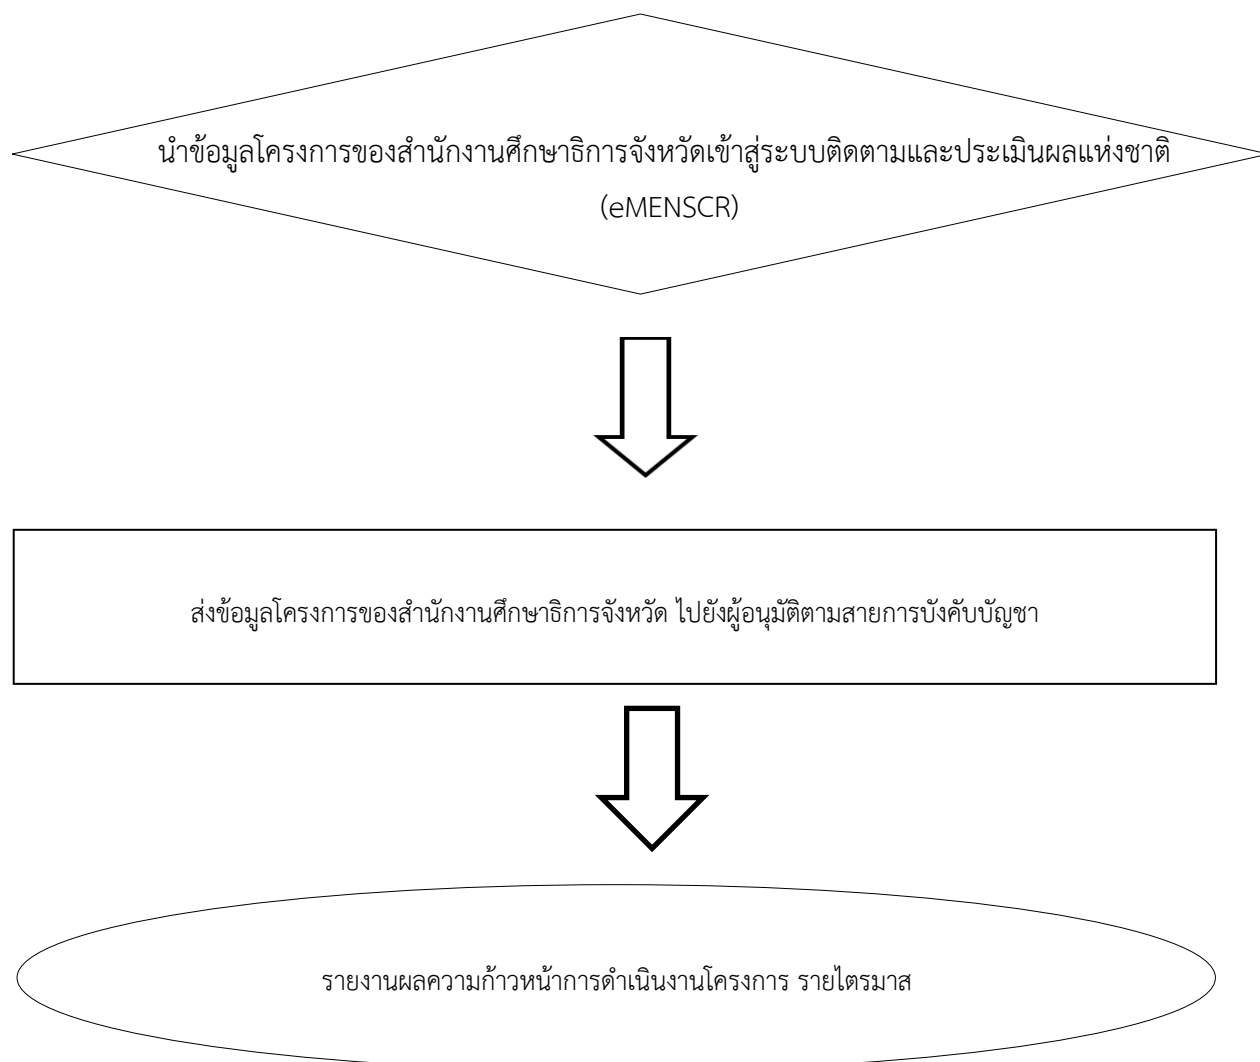 นำข้อมูลโครงการของสำนักงานศึกษาธิการจังหวัดเข้าสู่ระบบติดตามและประเมินผลแห่งชาติ
(eMENSCR)
ส่งข้อมูลโครงการของสำนักงานศึกษาธิการจังหวัด ไปยังผู้อนุมัติตามสายการบังคับบัญชา
รายงานผลความก้าวหน้าการดำเนินงานโครงการ รายไตรมาส